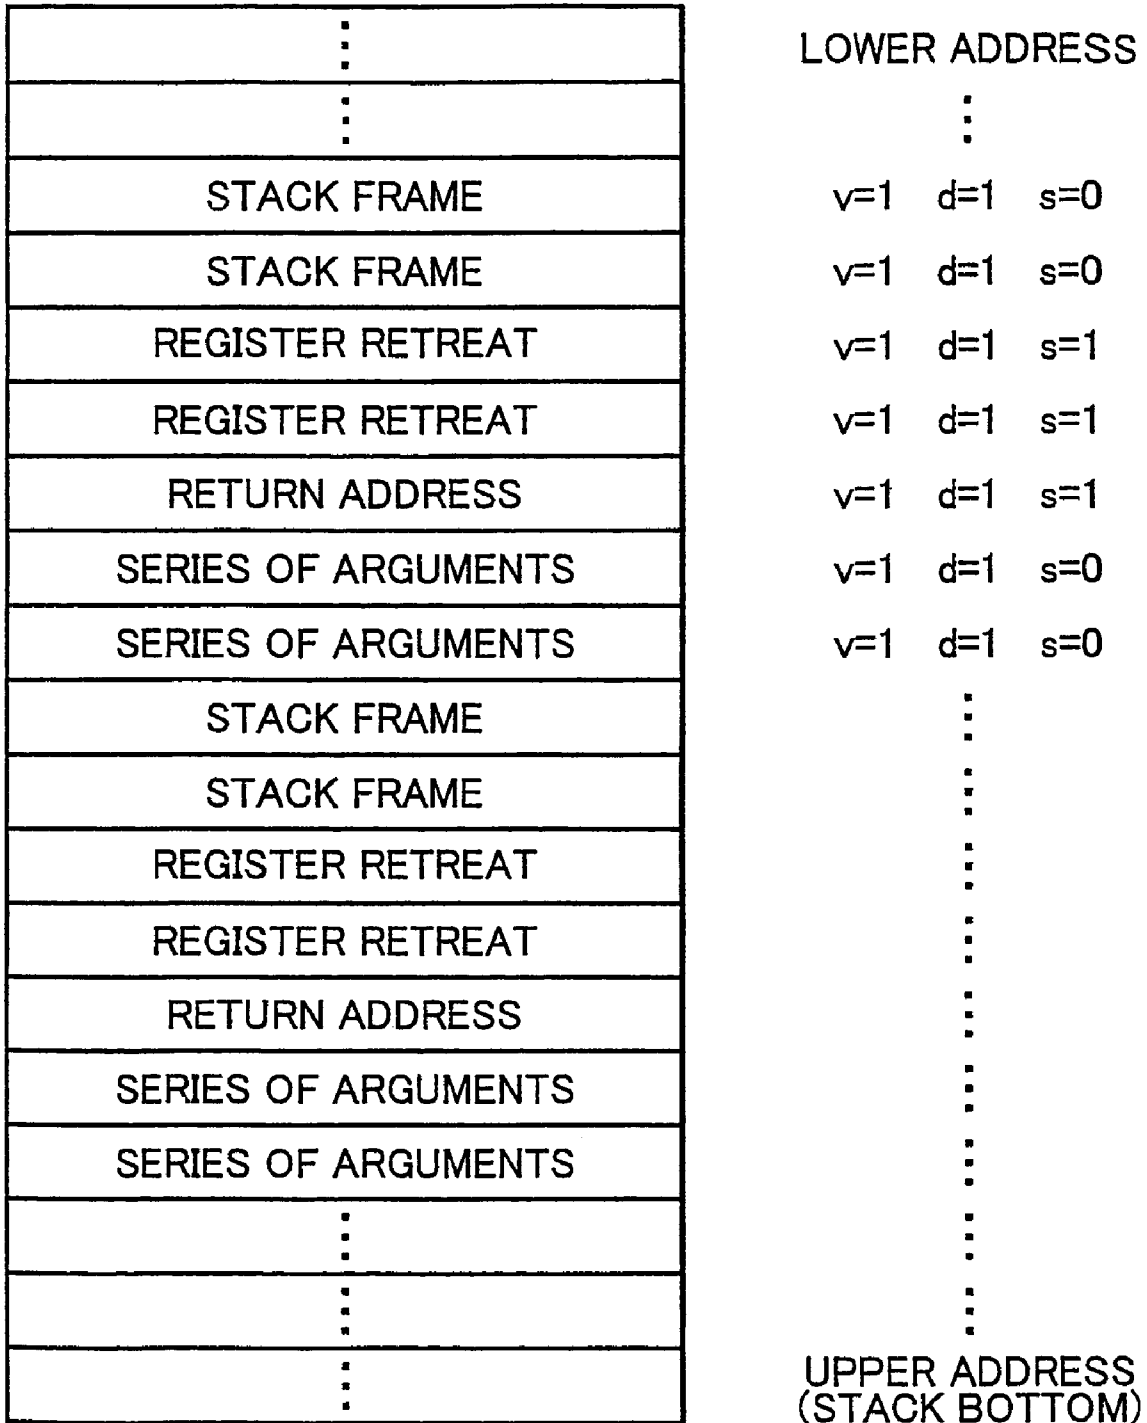 LOWER ADDRESS
STACK FRAME v=1 d=1 s=0
STACK FRAME v=1 d=1 s=0
REGISTER RETREAT v=1 d=1 s=1
REGISTER RETREAT v=1 d=1 s=1
RETURN ADDRESS v=1 d=1 s=1
SERIES OF ARGUMENTS v=1 d=1 s=0
SERIES OF ARGUMENTS v=1 d=1 s=0
STACK FRAME
STACK FRAME
REGISTER RETREAT
REGISTER RETREAT
RETURN ADDRESS
SERIES OF ARGUMENTS
SERIES OF ARGUMENTS
UPPER ADDRESS
(STACK BOTTOM)